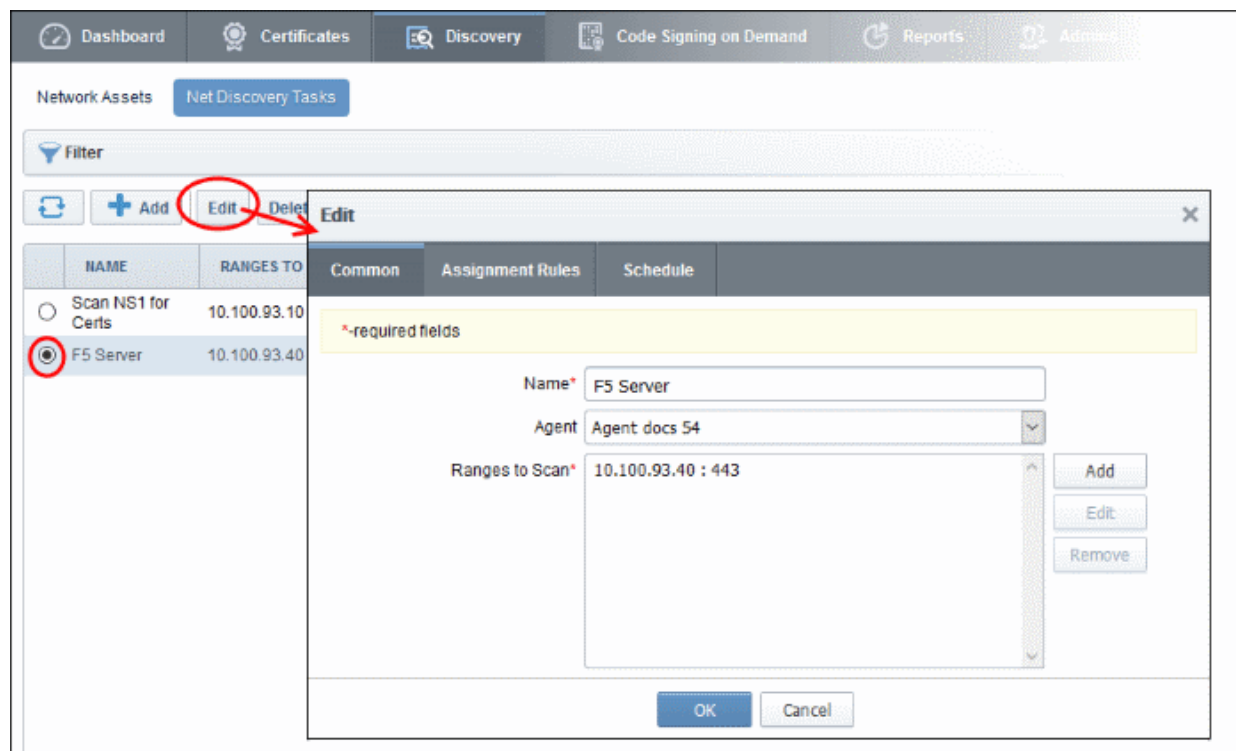 Dashboard Certificates Discovery Code Signing on Demand Reports Admins
Network Assets Net Discovery Tasks
Filter
Add Edit Delet
NAME RANGES TO
Scan NS1 for
Certs
10.100.93.10
F5 Server 10.100.93.40
Edit
Common Assignment Rules Schedule
*-required fields
Name* F5 Server
Agent Agent docs 54
Ranges to Scan* 10.100.93.40 : 443
Add
Edit
Remove
OK Cancel